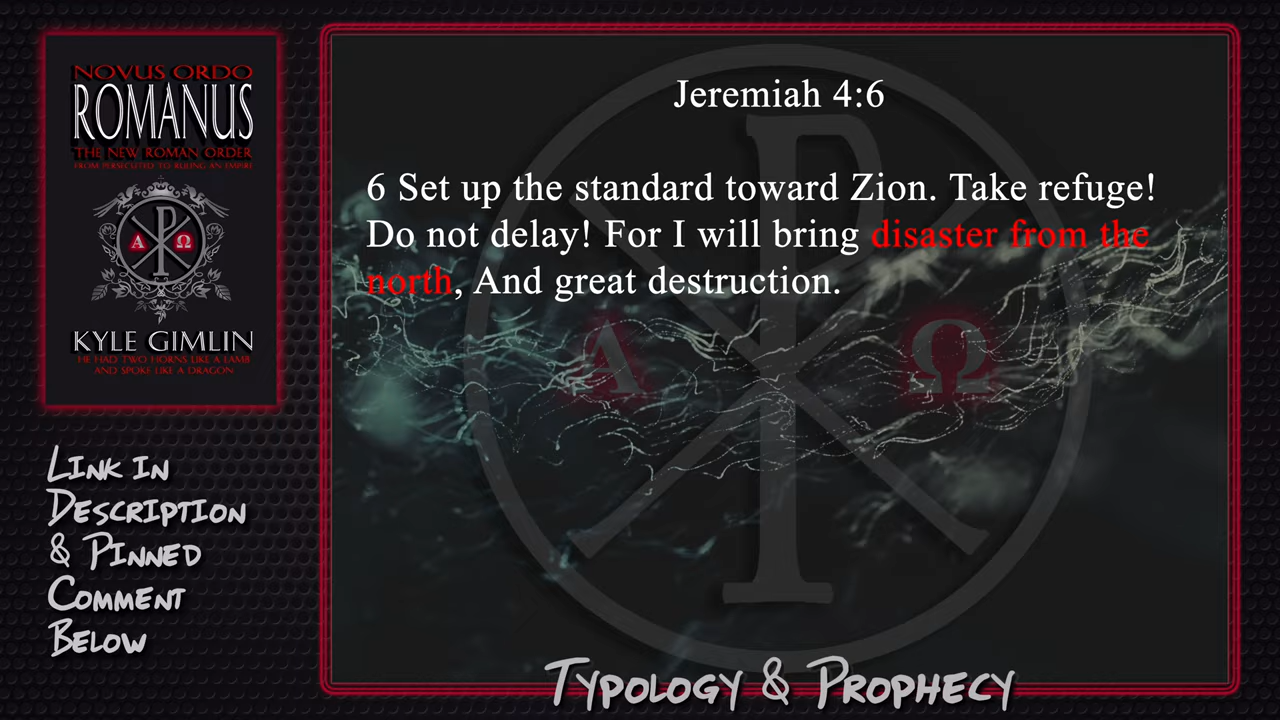 NOVUS ORDO
ROMANUS
THE NEW ROMAN ORDER
FROM PERSECUTED TO RULING AN EMPIRE
Α Ω
KYLE GIMLIN
HE HAD TWO HORNS LIKE A LAMB
AND SPOKE LIKE A DRAGON
LINK IN
DESCRIPTION
& PINNED
COMMENT
BELOW
Jeremiah 4:6
6 Set up the standard toward Zion. Take refuge!
Do not delay! For I will bring disaster from the
north, And great destruction.
Α Ω
TYPOLOGY & PROPHECY